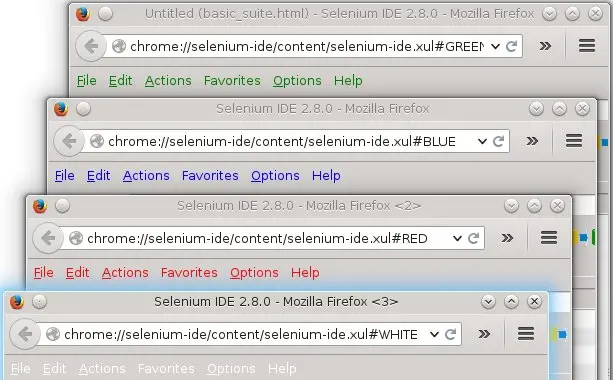 Untitled (basic_suite.html) - Selenium IDE 2.8.0 - Mozilla Firefox
chrome://selenium-ide/content/selenium-ide.xul#GREEN
File Edit Actions Favorites Options Help
Selenium IDE 2.8.0 - Mozilla Firefox
chrome://selenium-ide/content/selenium-ide.xul#BLUE
File Edit Actions Favorites Options Help
Selenium IDE 2.8.0 - Mozilla Firefox <2>
chrome://selenium-ide/content/selenium-ide.xul#RED
File Edit Actions Favorites Options Help
Selenium IDE 2.8.0 - Mozilla Firefox <3>
chrome://selenium-ide/content/selenium-ide.xul#WHITE
File Edit Actions Favorites Options Help